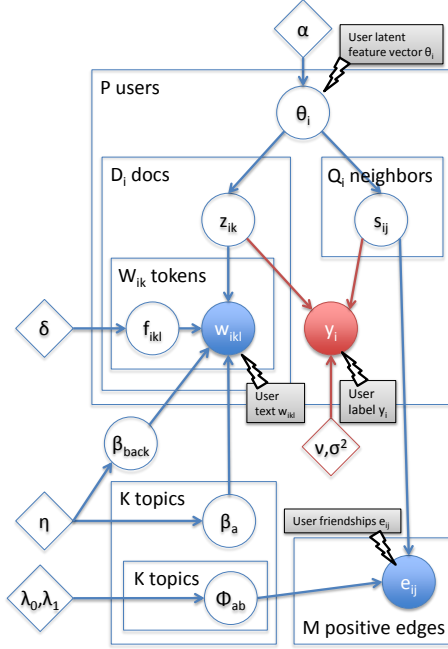 α
User latent
feature vector θi
P users
θi
Di docs
Qi neighbors
zik
sij
Wik tokens
δ
fikl
wikl
yi
User
text wikl
User
label yi
βback
ν,σ²
η
K topics
βa
User friendships eij
K topics
λ0,λ1
Φab
eij
M positive edges